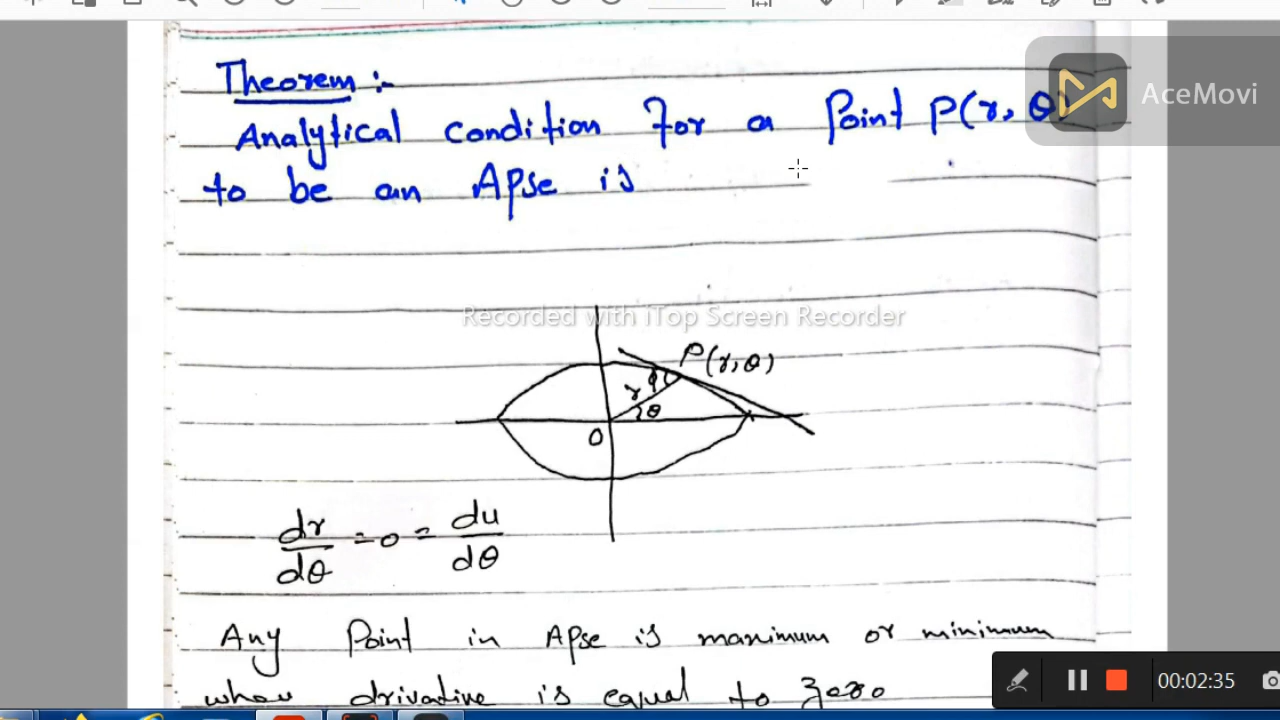 Theorem :-
Analytical condition for a Point P(r, θ)
to be an Apse is
AceMovi
Recorded with iTop Screen Recorder
P(r, θ)
r
φ
θ
O
dr/dθ = 0 = du/dθ
Any Point in Apse is maximum or minimum
when drivative is equal to zero
00:02:35